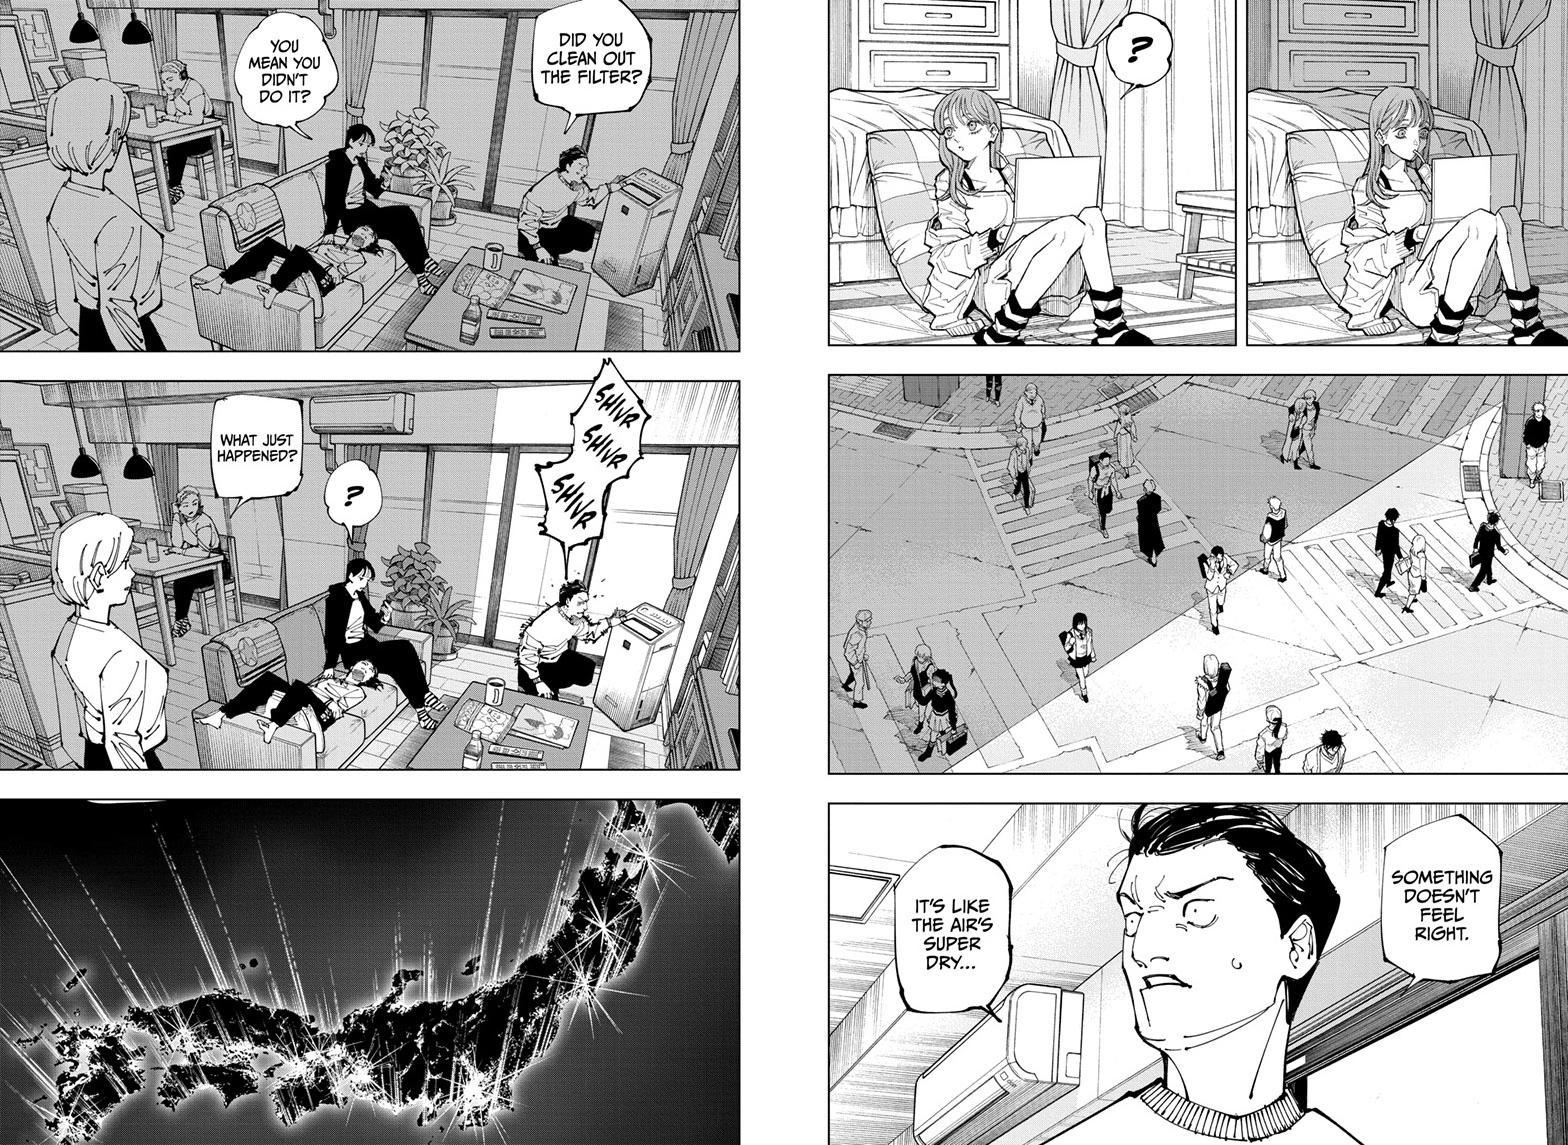 ?
SOMETHING
DOESN'T
FEEL
RIGHT.
IT'S LIKE
THE AIR'S
SUPER
DRY...
DID YOU
CLEAN OUT
THE FILTER?
YOU
MEAN YOU
DIDN'T
DO IT?
SHIVR
SHIVR
SHIVR
?
WHAT JUST
HAPPENED?